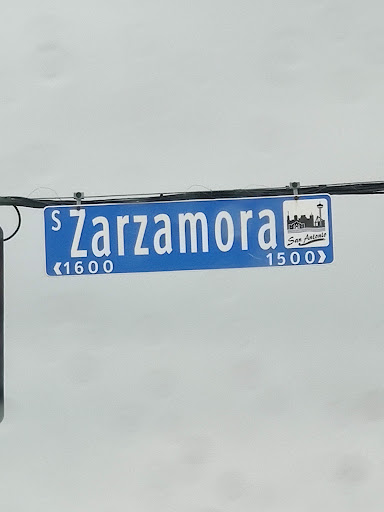 S Zarzamora
San Antonio
‹1600 1500›